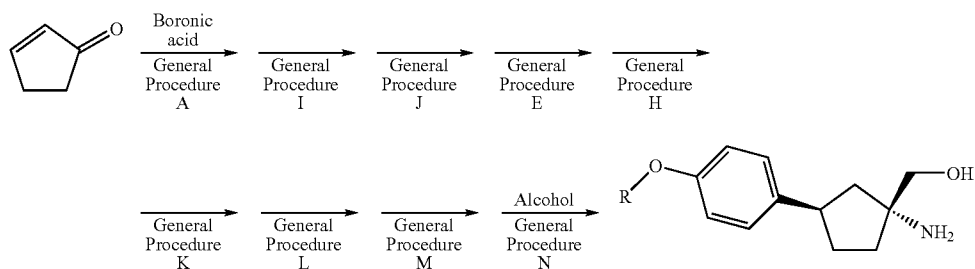 O
Boronic
acid
General
Procedure
A
General
Procedure
I
General
Procedure
J
General
Procedure
E
General
Procedure
H
General
Procedure
K
General
Procedure
L
General
Procedure
M
Alcohol
General
Procedure
N
R
O
OH
NH2